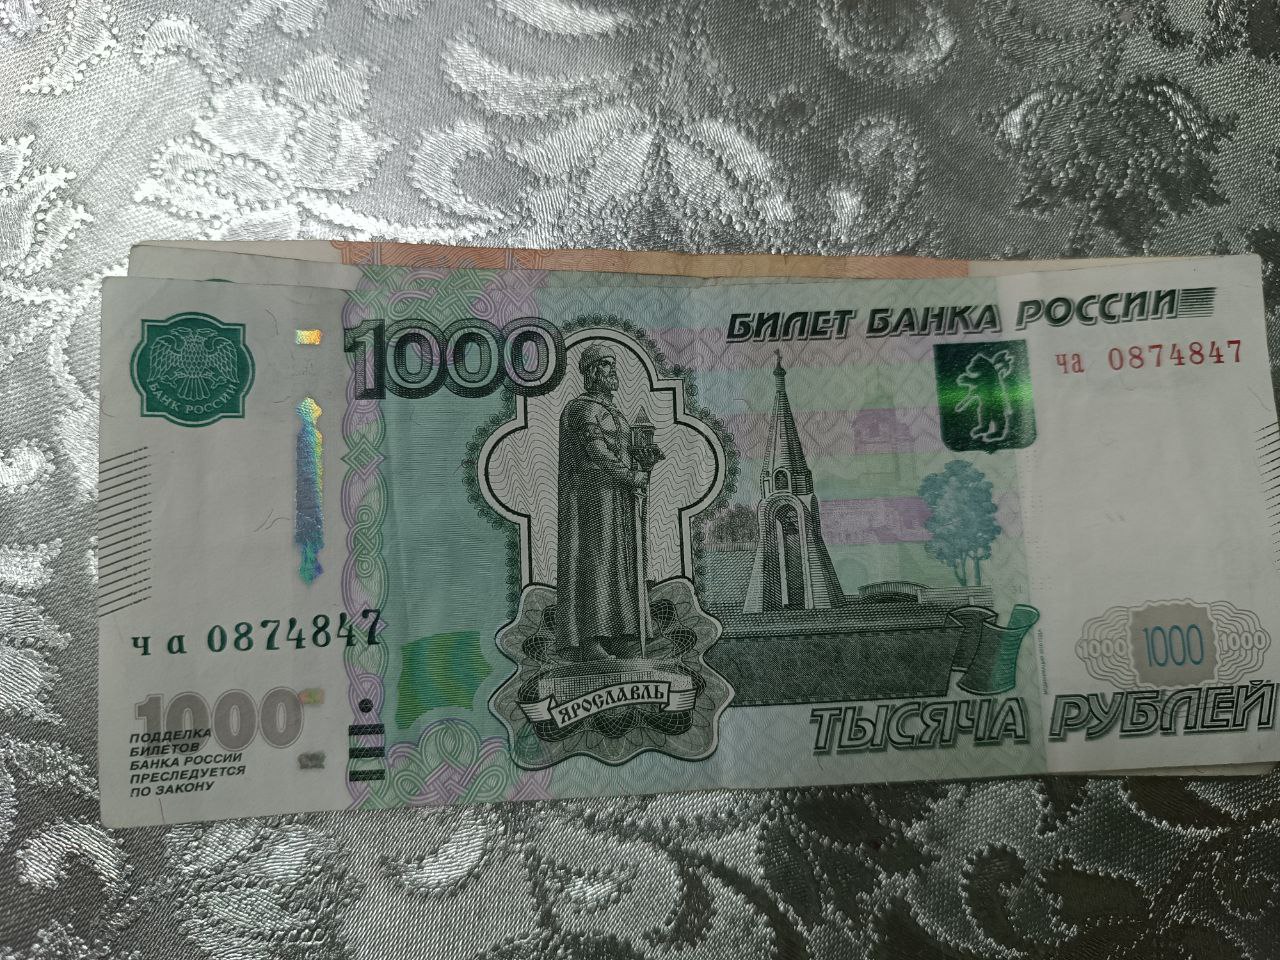 БИЛЕТ БАНКА РОССИИ
1000
ча 0874847
БАНК РОССИИ
ча 0874847
ЯРОСЛАВЛЬ
1000 1000 1000
1000
ТЫСЯЧА РУБЛЕЙ
ПОДДЕЛКА
БИЛЕТОВ
БАНКА РОССИИ
ПРЕСЛЕДУЕТСЯ
ПО ЗАКОНУ